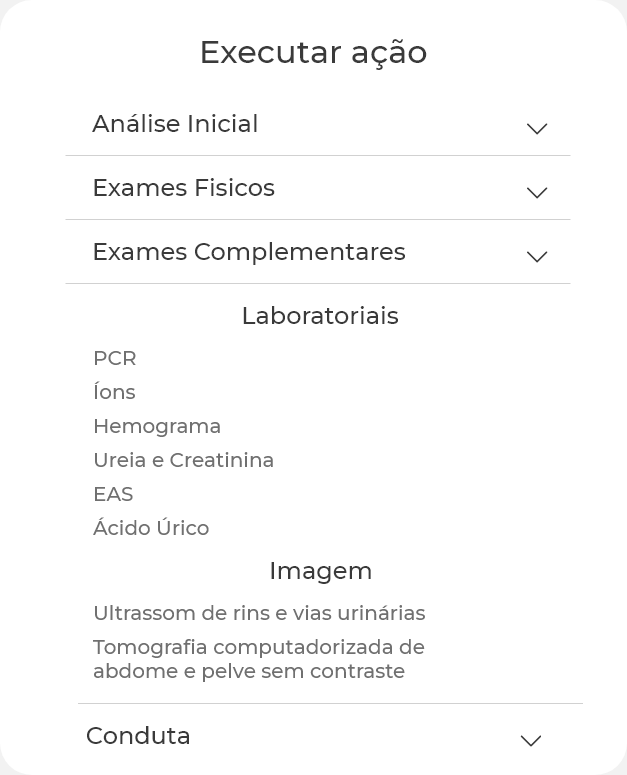 Executar ação
Análise Inicial
Exames Fisicos
Exames Complementares
Laboratoriais
PCR
Íons
Hemograma
Ureia e Creatinina
EAS
Ácido Úrico
Imagem
Ultrassom de rins e vias urinárias
Tomografia computadorizada de
abdome e pelve sem contraste
Conduta